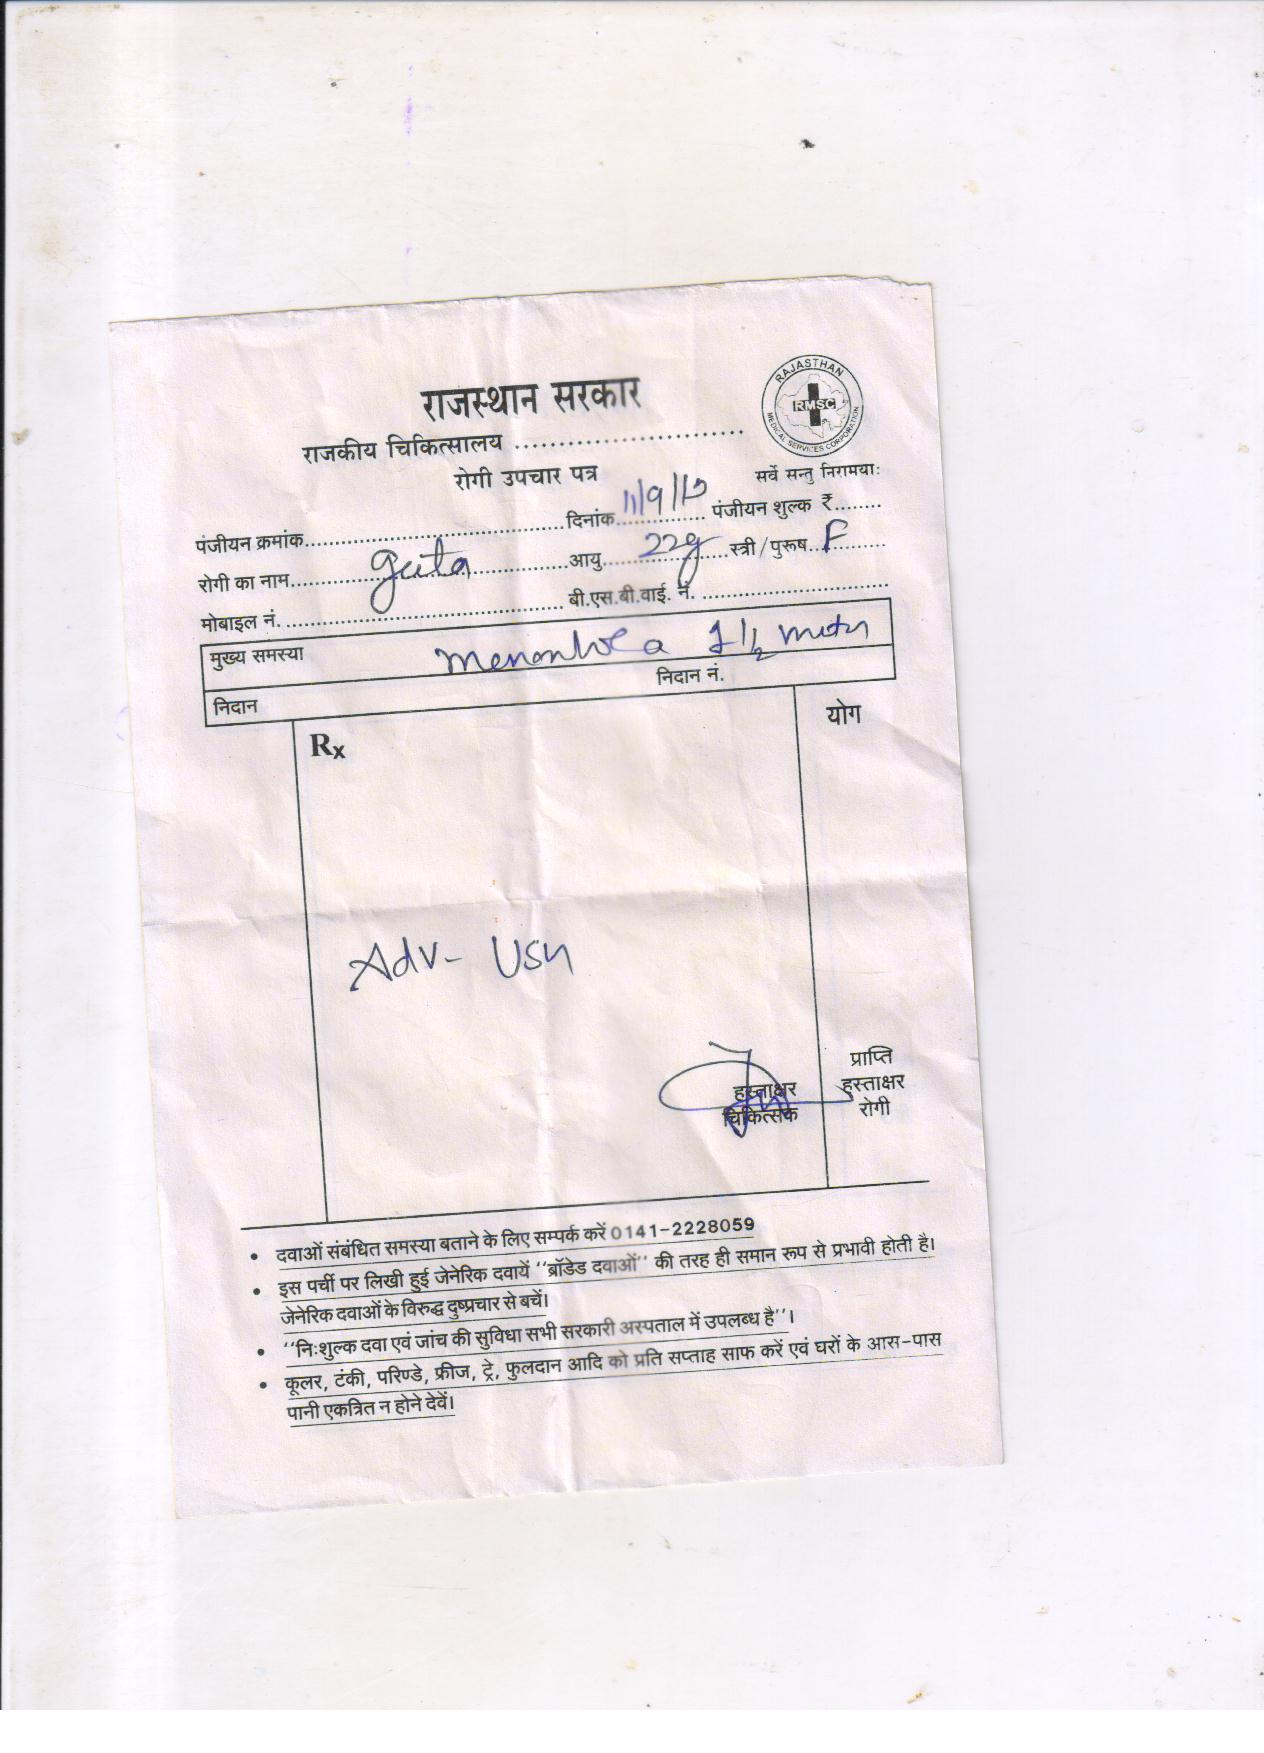 राजस्थान सरकार
RAJASTHAN
RMSC
MEDICAL SERVICES CORPORATION
राजकीय चिकित्सालय ..........................
रोगी उपचार पत्र
सर्वे सन्तु निरामयाः
पंजीयन क्रमांक.......................... दिनांक 11/9/17 पंजीयन शुल्क ₹........
रोगी का नाम geeta आयु 22y स्त्री/पुरूष F
मोबाइल नं. .......................... बी.एस.बी.वाई. नं. ..........................
मुख्य समस्या 1 1/2
निदान निदान नं.
Rx
योग
Adv- USG
हस्ताक्षर
चिकित्सक
प्राप्ति
हस्ताक्षर
रोगी
• दवाओं संबंधित समस्या बताने के लिए सम्पर्क करें 0141-2228059
• इस पर्ची पर लिखी हुई जेनेरिक दवायें ‘‘ब्रॉडेड दवाओं’’ की तरह ही समान रूप से प्रभावी होती है।
जेनेरिक दवाओं के विरुद्ध दुष्प्रचार से बचें।
• ‘‘निःशुल्क दवा एवं जांच की सुविधा सभी सरकारी अस्पताल में उपलब्ध है’’।
• कूलर, टंकी, परिण्डे, फ्रीज, ट्रे, फुलदान आदि को प्रति सप्ताह साफ करें एवं घरों के आस-पास
पानी एकत्रित न होने देवें।